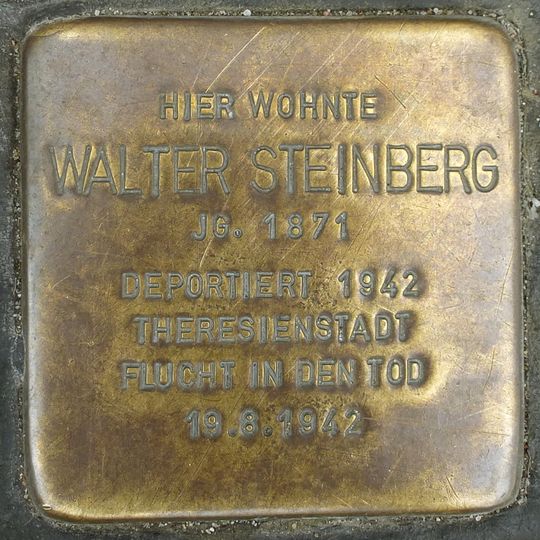 HIER WOHNTE
WALTER STEINBERG
JG. 1871
DEPORTIERT 1942
THERESIENSTADT
FLUCHT IN DEN TOD
19.8.1942